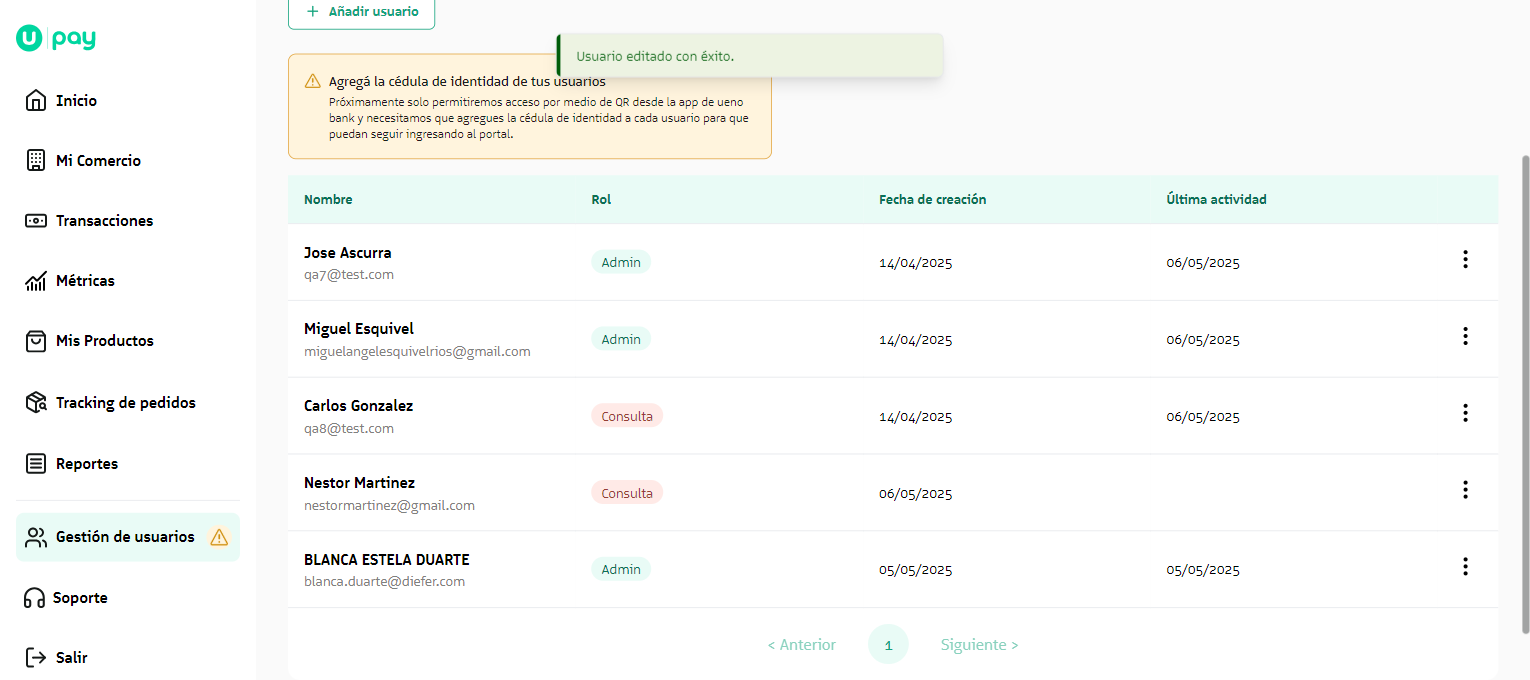 U pay
Inicio
Mi Comercio
Transacciones
Métricas
Mis Productos
Tracking de pedidos
Reportes
Gestión de usuarios
Soporte
Salir
+ Añadir usuario
Usuario editado con éxito.
Agregá la cédula de identidad de tus usuarios
Próximamente solo permitiremos acceso por medio de QR desde la app de ueno
bank y necesitamos que agregues la cédula de identidad a cada usuario para que
puedan seguir ingresando al portal.
Nombre Rol Fecha de creación Última actividad
Jose Ascurra
qa7@test.com
Admin 14/04/2025 06/05/2025
Miguel Esquivel
miguelangelesquivelrios@gmail.com
Admin 14/04/2025 06/05/2025
Carlos Gonzalez
qa8@test.com
Consulta 14/04/2025 06/05/2025
Nestor Martinez
nestormartinez@gmail.com
Consulta 06/05/2025
BLANCA ESTELA DUARTE
blanca.duarte@diefer.com
Admin 05/05/2025 05/05/2025
< Anterior 1 Siguiente >